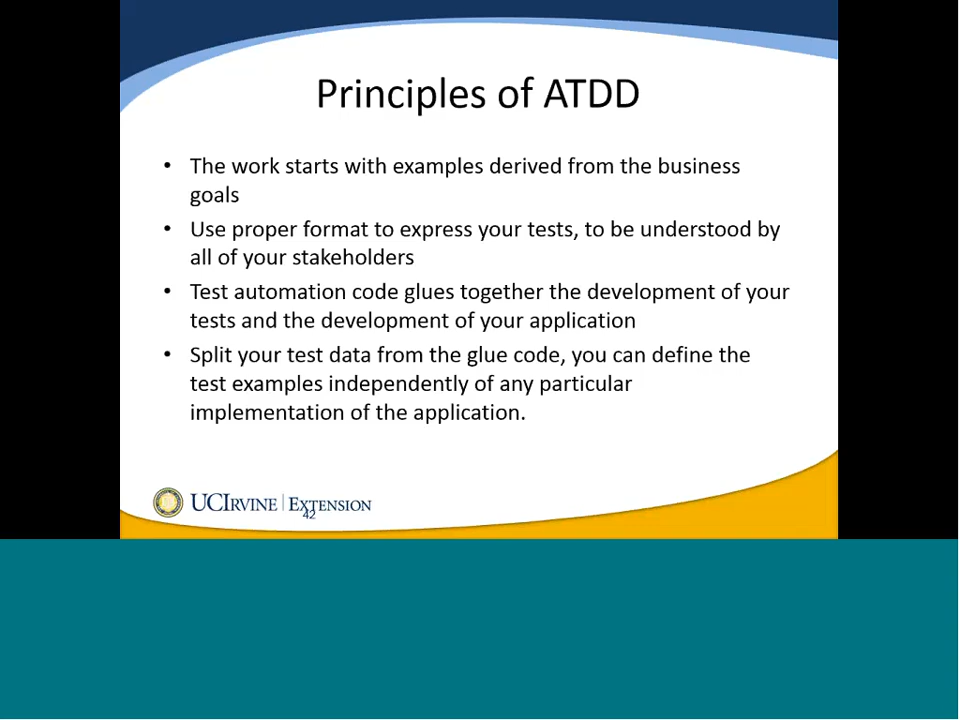 Principles of ATDD
• The work starts with examples derived from the business
goals
• Use proper format to express your tests, to be understood by
all of your stakeholders
• Test automation code glues together the development of your
tests and the development of your application
• Split your test data from the glue code, you can define the
test examples independently of any particular
implementation of the application.
UCIRVINE | EXTENSION
42